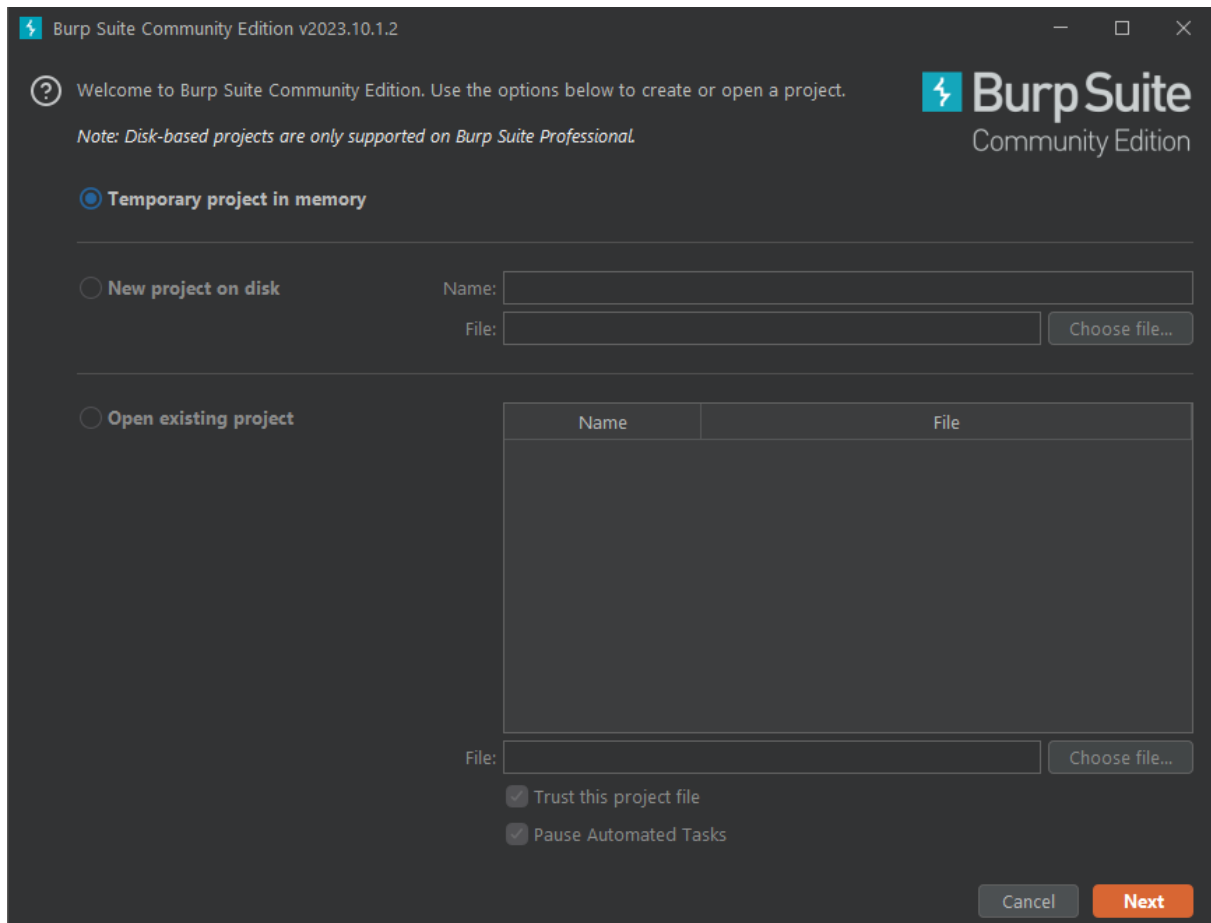 Burp Suite Community Edition v2023.10.1.2
Welcome to Burp Suite Community Edition. Use the options below to create or open a project.
Note: Disk-based projects are only supported on Burp Suite Professional.
Burp Suite
Community Edition
Temporary project in memory
New project on disk
Name:
File:
Choose file...
Open existing project
Name
File
File:
Choose file...
Trust this project file
Pause Automated Tasks
Cancel
Next